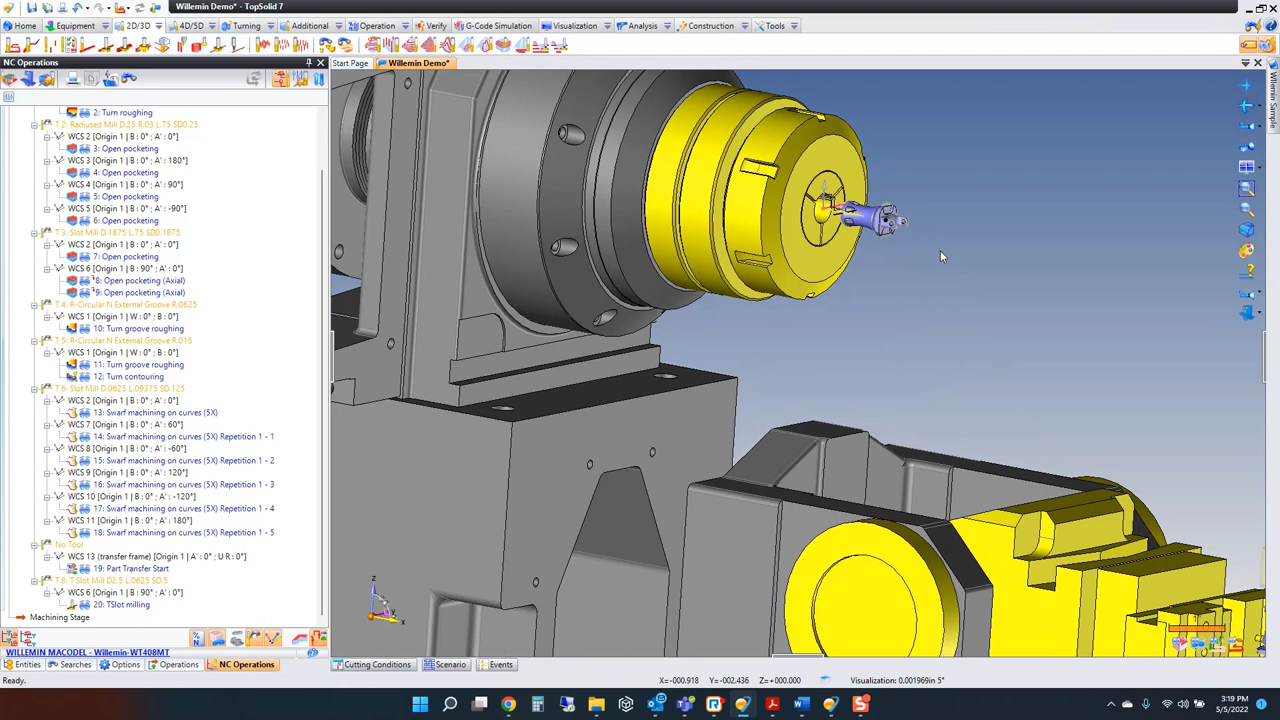 Willemin Demo* - TopSolid 7
Home Equipment 2D/3D 4D/5D Turning Additional Operation Verify G-Code Simulation Visualization Analysis Construction Tools
NC Operations
Start Page Willemin Demo*
2: Turn roughing
T 2: Radiused Mill D.25 R.03 L.75 SD0.25
WCS 2 [Origin 1 | B: 0° ; A' : 0°]
3: Open pocketing
WCS 3 [Origin 1 | B: 0° ; A' : 180°]
4: Open pocketing
WCS 4 [Origin 1 | B: 0° ; A' : 90°]
5: Open pocketing
WCS 5 [Origin 1 | B: 0° ; A' : -90°]
6: Open pocketing
T 3: Slot Mill D.1875 L.75 SD0.1875
WCS 2 [Origin 1 | B: 0° ; A' : 0°]
7: Open pocketing
WCS 6 [Origin 1 | B: 90° ; A' : 0°]
8: Open pocketing (Axial)
9: Open pocketing (Axial)
T 4: R-Circular N External Groove R.0625
WCS 1 [Origin 1 | W : 0° ; B : 0°]
10: Turn groove roughing
T 5: R-Circular N External Groove R.015
WCS 1 [Origin 1 | W : 0° ; B : 0°]
11: Turn groove roughing
12: Turn contouring
T 6: Slot Mill D.0625 L.09375 SD.125
WCS 2 [Origin 1 | B: 0° ; A' : 0°]
13: Swarf machining on curves (5X)
WCS 7 [Origin 1 | B: 0° ; A' : 60°]
14: Swarf machining on curves (5X) Repetition 1 - 1
WCS 8 [Origin 1 | B: 0° ; A' : -60°]
15: Swarf machining on curves (5X) Repetition 1 - 2
WCS 9 [Origin 1 | B: 0° ; A' : 120°]
16: Swarf machining on curves (5X) Repetition 1 - 3
WCS 10 [Origin 1 | B: 0° ; A' : -120°]
17: Swarf machining on curves (5X) Repetition 1 - 4
WCS 11 [Origin 1 | B: 0° ; A' : 180°]
18: Swarf machining on curves (5X) Repetition 1 - 5
No Tool
WCS 13 (transfer frame) [Origin 1 | A' : 0° ; U R : 0°]
19: Part Transfer Start
T 8: T Slot Mill D2.5 L.0625 SD.5
WCS 6 [Origin 1 | B: 90° ; A' : 0°]
20: TSlot milling
Machining Stage
WILLEMIN MACODEL - Willemin-WT408MT
Entities Searches Options Operations NC Operations
Willemin Sample
z
y
x
Cutting Conditions Scenario Events
Ready. X=-000.918 Y=-002.436 Z=+000.000 Visualization: 0.001969in 5°
3:19 PM
5/5/2022